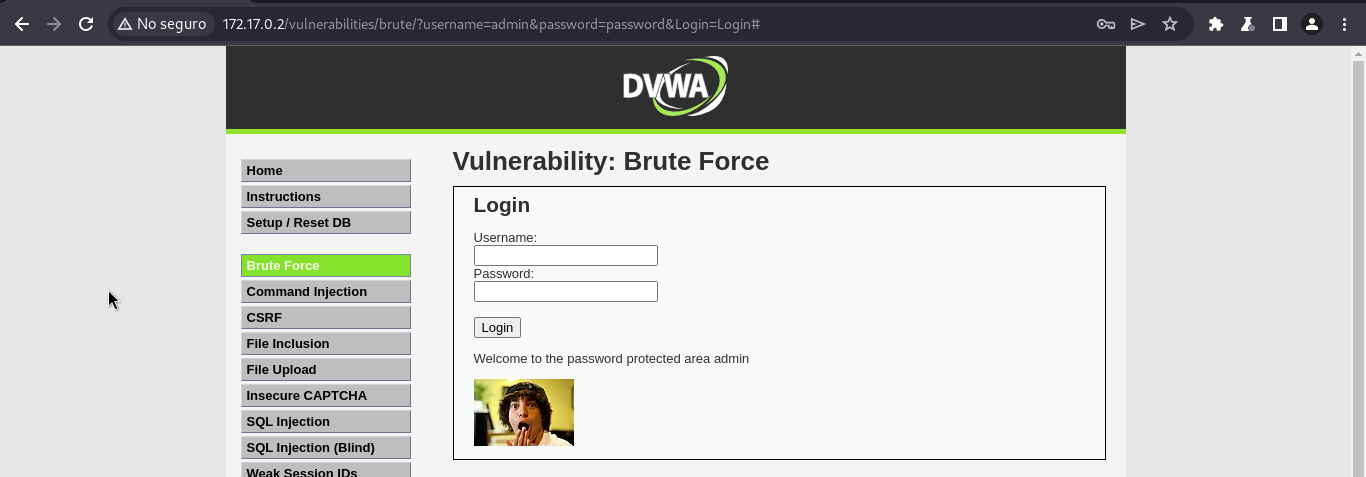 No seguro 172.17.0.2/vulnerabilities/brute/?username=admin&password=password&Login=Login#
DVWA
Home
Instructions
Setup / Reset DB
Brute Force
Command Injection
CSRF
File Inclusion
File Upload
Insecure CAPTCHA
SQL Injection
SQL Injection (Blind)
Weak Session IDs
Vulnerability: Brute Force
Login
Username:
Password:
Login
Welcome to the password protected area admin